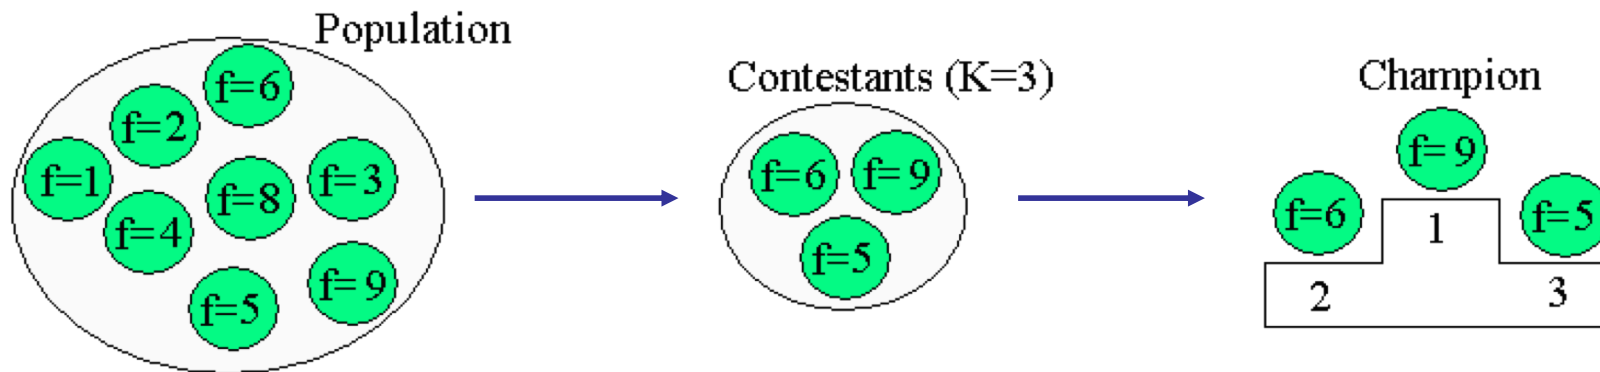 Population
f=6
f=2
f=1
f=8
f=3
f=4
f=5
f= 9
Contestants (K=3)
f=6
f=9
f=5
Champion
f= 9
f=6
f=5
1
2
3